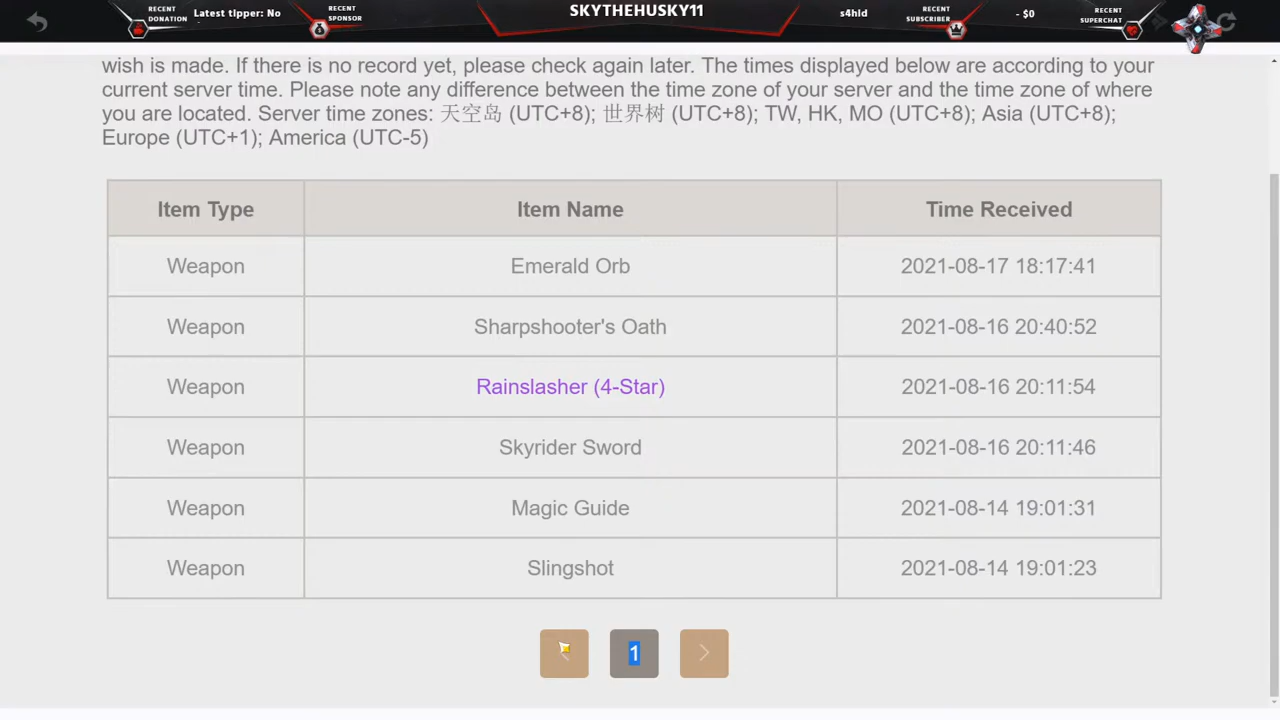 RECENT DONATION
Latest tipper: No
-
RECENT SPONSOR
SKYTHEHUSKY11
s4hld
RECENT SUBSCRIBER
- $0
RECENT SUPERCHAT
wish is made. If there is no record yet, please check again later. The times displayed below are according to your
current server time. Please note any difference between the time zone of your server and the time zone of where
you are located. Server time zones: 天空岛 (UTC+8); 世界树 (UTC+8); TW, HK, MO (UTC+8); Asia (UTC+8);
Europe (UTC+1); America (UTC-5)
Item Type Item Name Time Received
Weapon Emerald Orb 2021-08-17 18:17:41
Weapon Sharpshooter's Oath 2021-08-16 20:40:52
Weapon Rainslasher (4-Star) 2021-08-16 20:11:54
Weapon Skyrider Sword 2021-08-16 20:11:46
Weapon Magic Guide 2021-08-14 19:01:31
Weapon Slingshot 2021-08-14 19:01:23
1